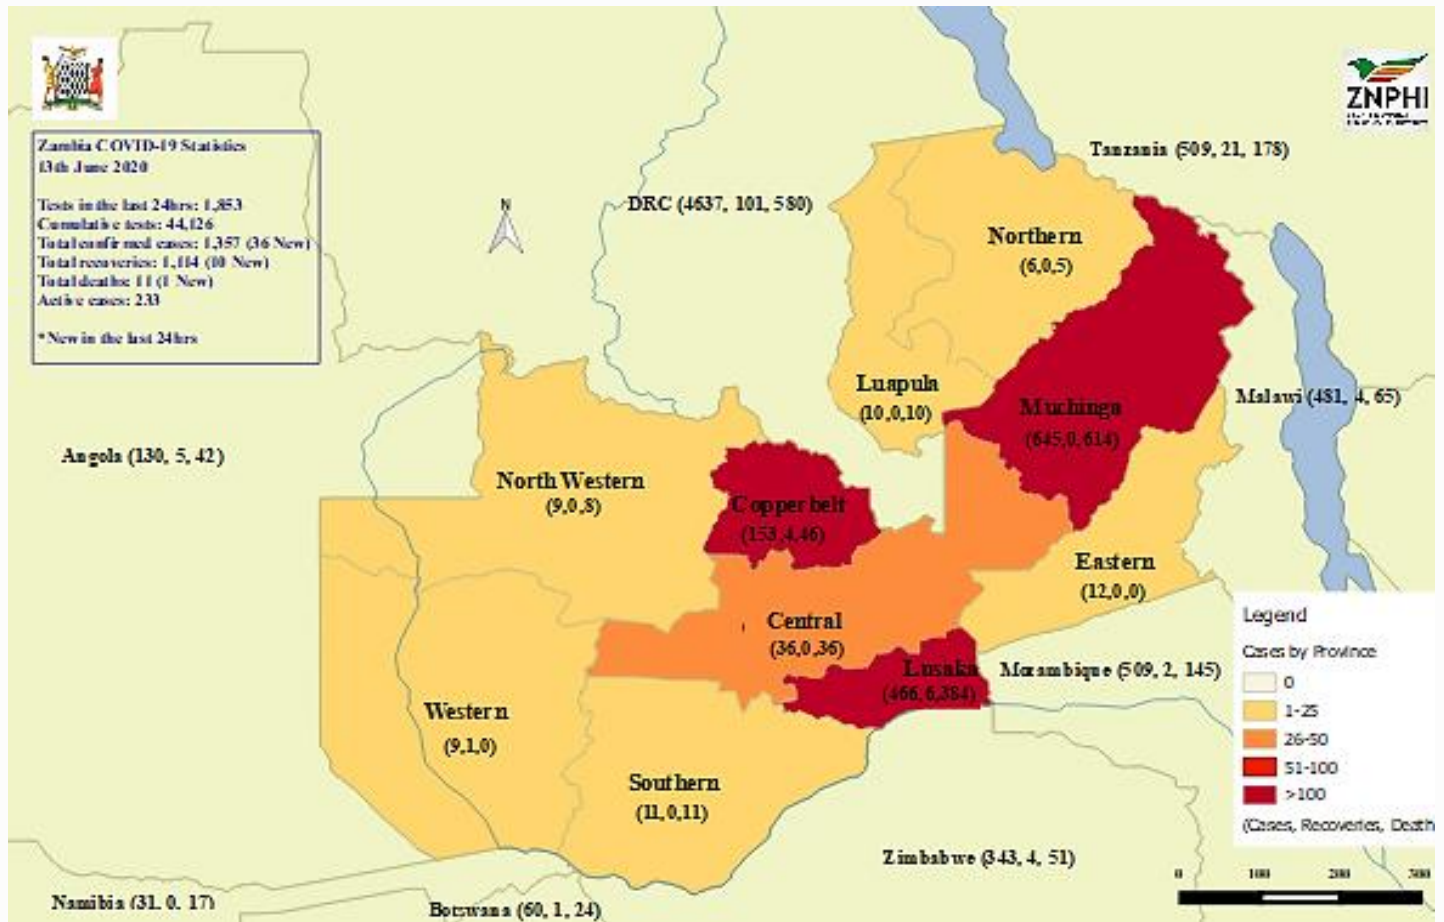 Zambia COVID-19 Statistics
13th June 2020
Tests in the last 24hrs: 1,853
Cumulative tests: 44,126
Total confirmed cases: 1,357 (36 New)
Total recoveries: 1,114 (10 New)
Total deaths: 11 (1 New)
Active cases: 233
*New in the last 24hrs
N
ZNPHI
Tanzania (509, 21, 178)
DRC (4637, 101, 580)
Northern
(6,0,5)
Luapula
(10,0,10)
Muchinga
(645,0,614)
Malawi (481, 4, 65)
Angola (130, 5, 42)
North Western
(9,0,8)
Copperbelt
(153,4,46)
Eastern
(12,0,0)
Central
(36,0,36)
Lusaka
(466,6,384)
Mozambique (509, 2, 145)
Western
(9,1,0)
Southern
(11,0,11)
Zimbabwe (343, 4, 51)
Namibia (31, 0, 17)
Botswana (60, 1, 24)
Legend
Cases by Province
0
1-25
26-50
51-100
>100
(Cases, Recoveries, Death
0 100 200 300